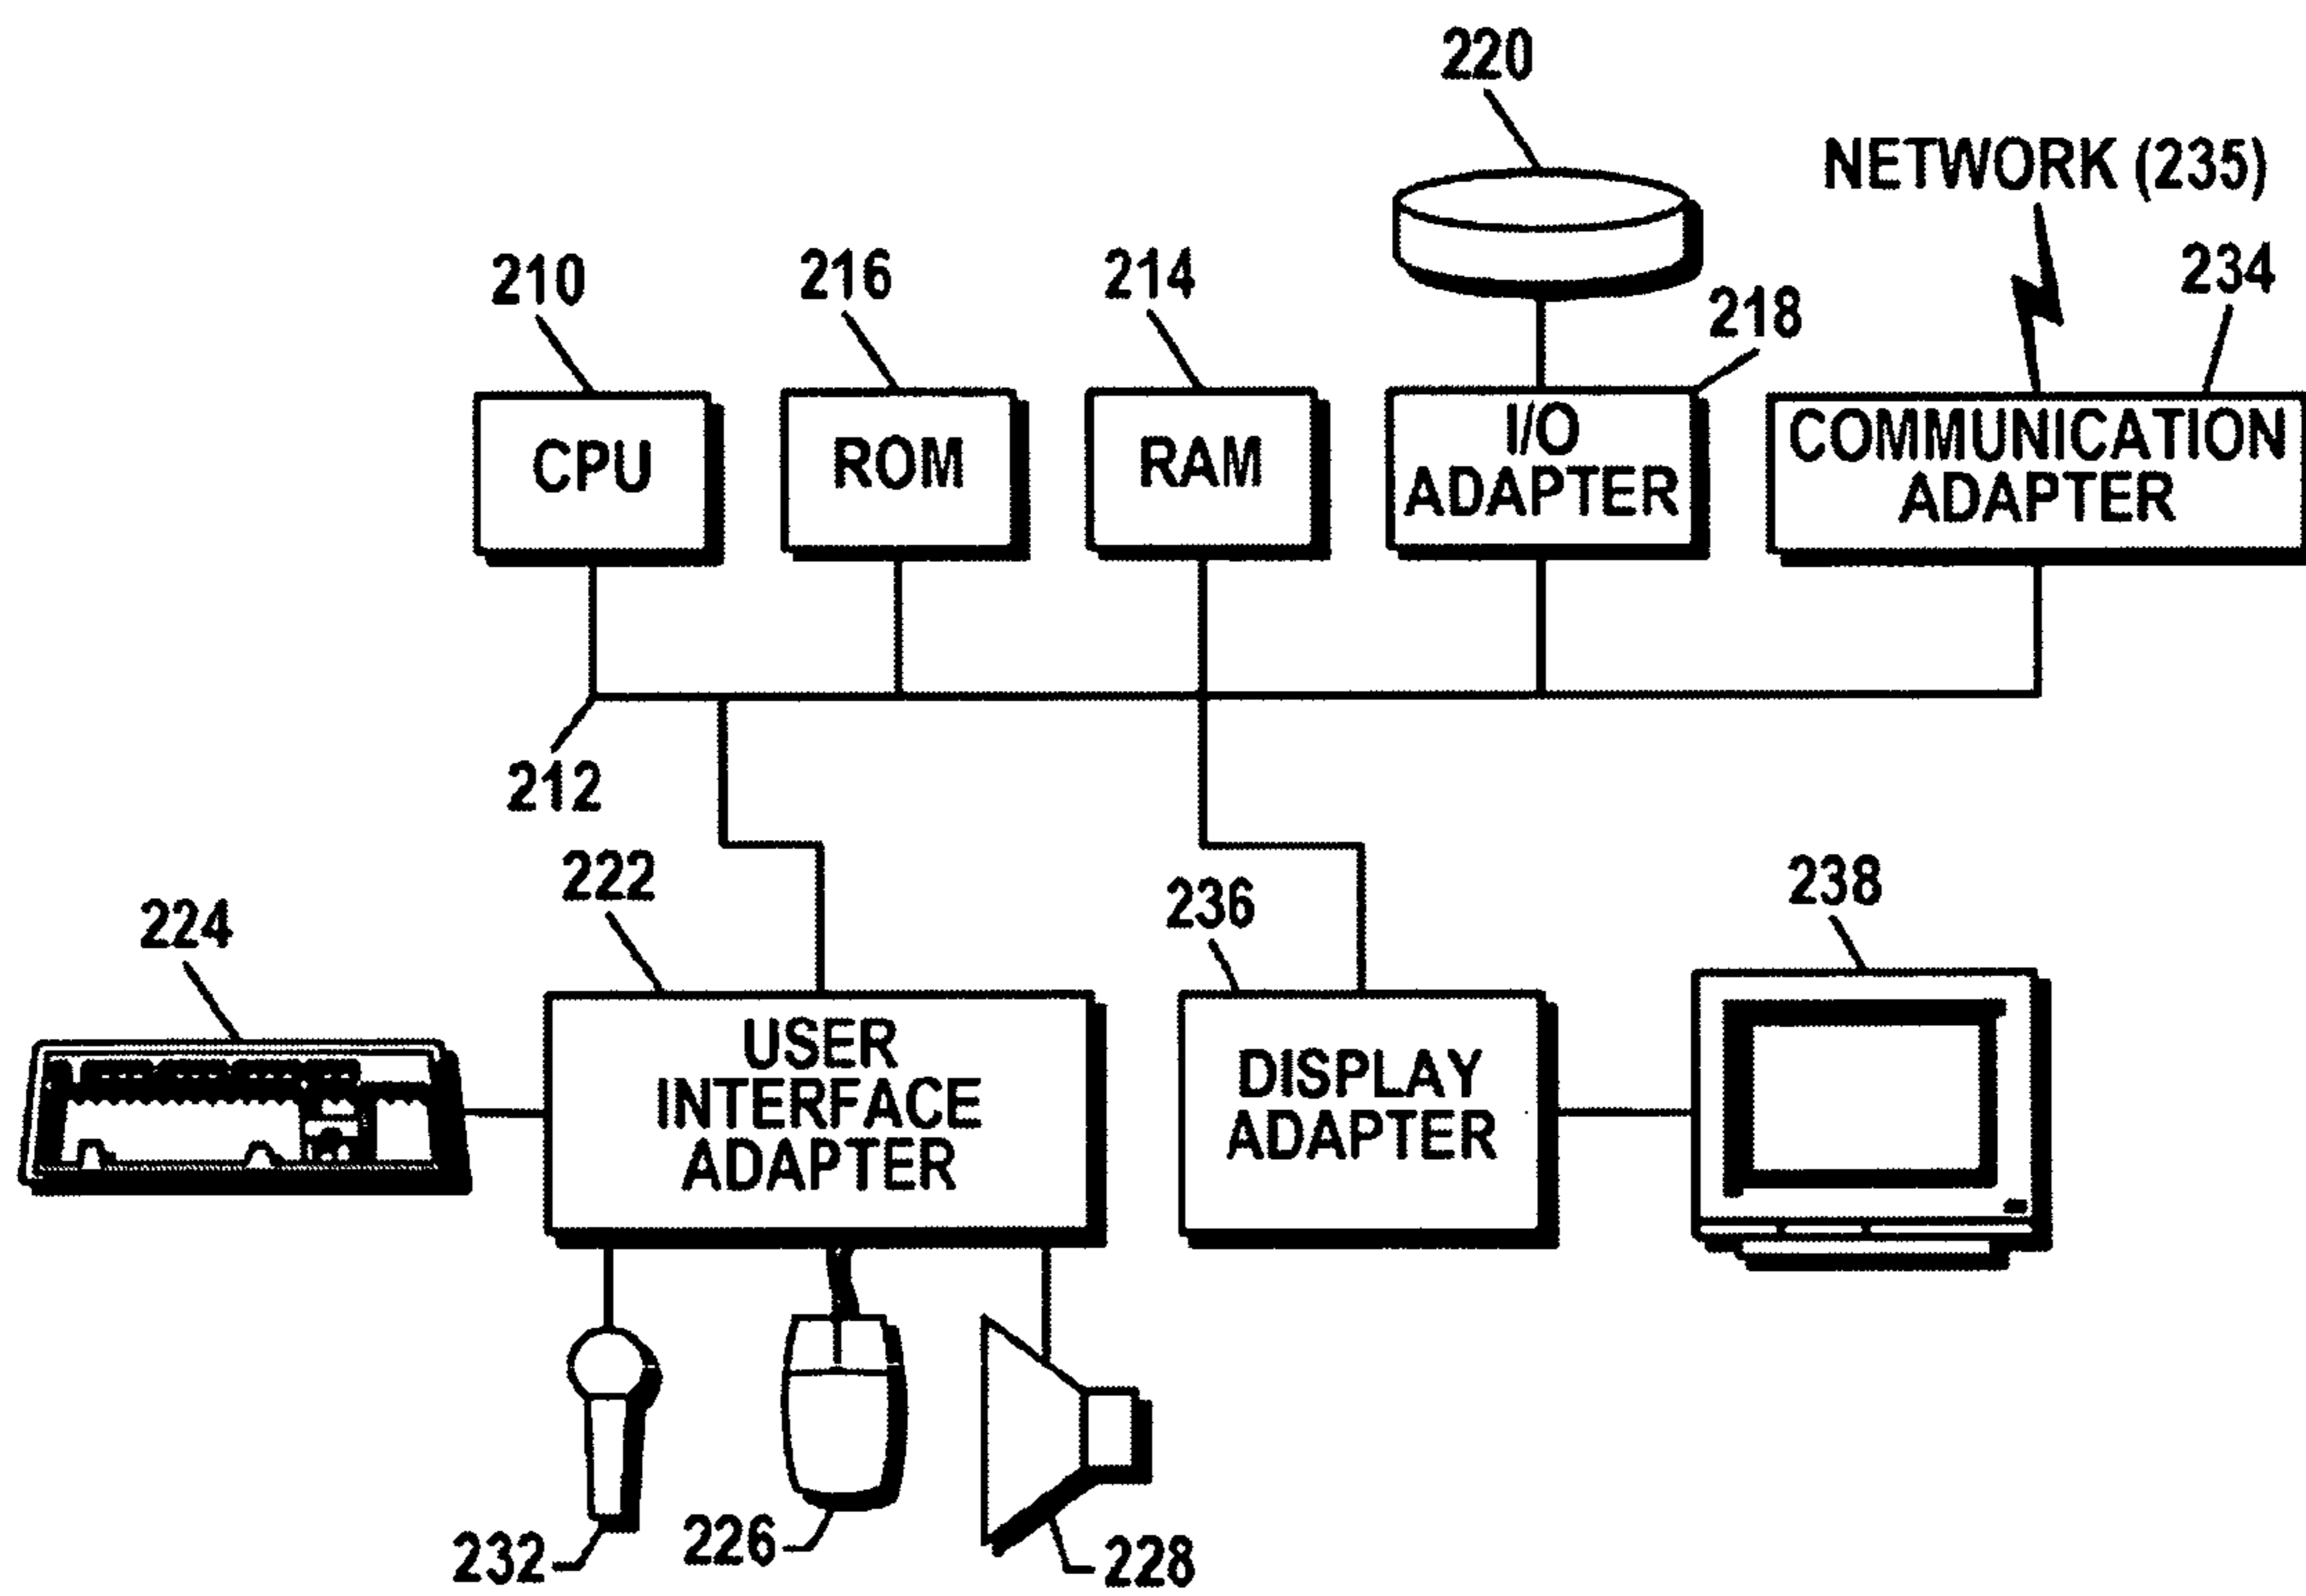 220
NETWORK (235)
210
216
214
218
234
CPU
ROM
RAM
I/O
ADAPTER
COMMUNICATION
ADAPTER
212
222
236
238
224
USER
INTERFACE
ADAPTER
DISPLAY
ADAPTER
232
226
228